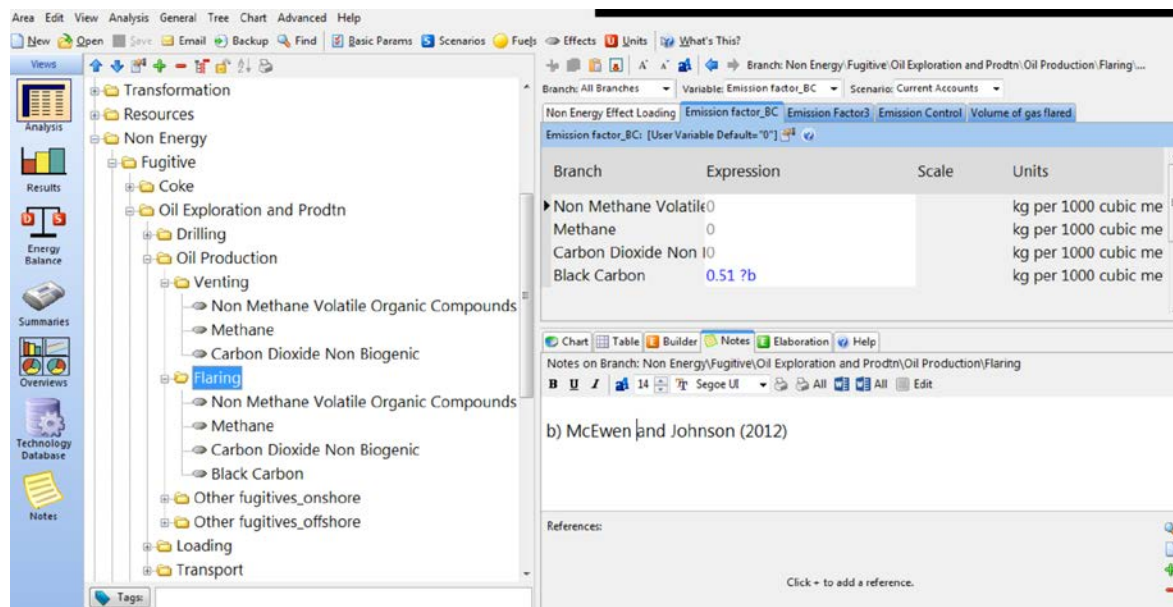 Area Edit View Analysis General Tree Chart Advanced Help
New Open Save Email Backup Find Basic Params Scenarios Fuels Effects Units What's This?
Views
Analysis
Results
Energy
Balance
Summaries
Overviews
Technology
Database
Notes
Transformation
Resources
Non Energy
Fugitive
Coke
Oil Exploration and Prodtn
Drilling
Oil Production
Venting
Non Methane Volatile Organic Compounds
Methane
Carbon Dioxide Non Biogenic
Flaring
Non Methane Volatile Organic Compounds
Methane
Carbon Dioxide Non Biogenic
Black Carbon
Other fugitives_onshore
Other fugitives_offshore
Loading
Transport
Tags:
Branch: Non Energy\Fugitive\Oil Exploration and Prodtn\Oil Production\Flaring\...
Branch: All Branches Variable: Emission factor_BC Scenario: Current Accounts
Non Energy Effect Loading Emission factor_BC Emission Factor3 Emission Control Volume of gas flared
Emission factor_BC: [User Variable Default="0"]
Branch Expression Scale Units
Non Methane Volatile 0 kg per 1000 cubic me
Methane 0 kg per 1000 cubic me
Carbon Dioxide Non 0 kg per 1000 cubic me
Black Carbon 0.51 ?b kg per 1000 cubic me
Chart Table Builder Notes Elaboration Help
Notes on Branch: Non Energy\Fugitive\Oil Exploration and Prodtn\Oil Production\Flaring
B U I 14 Segoe UI All All Edit
b) McEwen and Johnson (2012)
References:
Click + to add a reference.